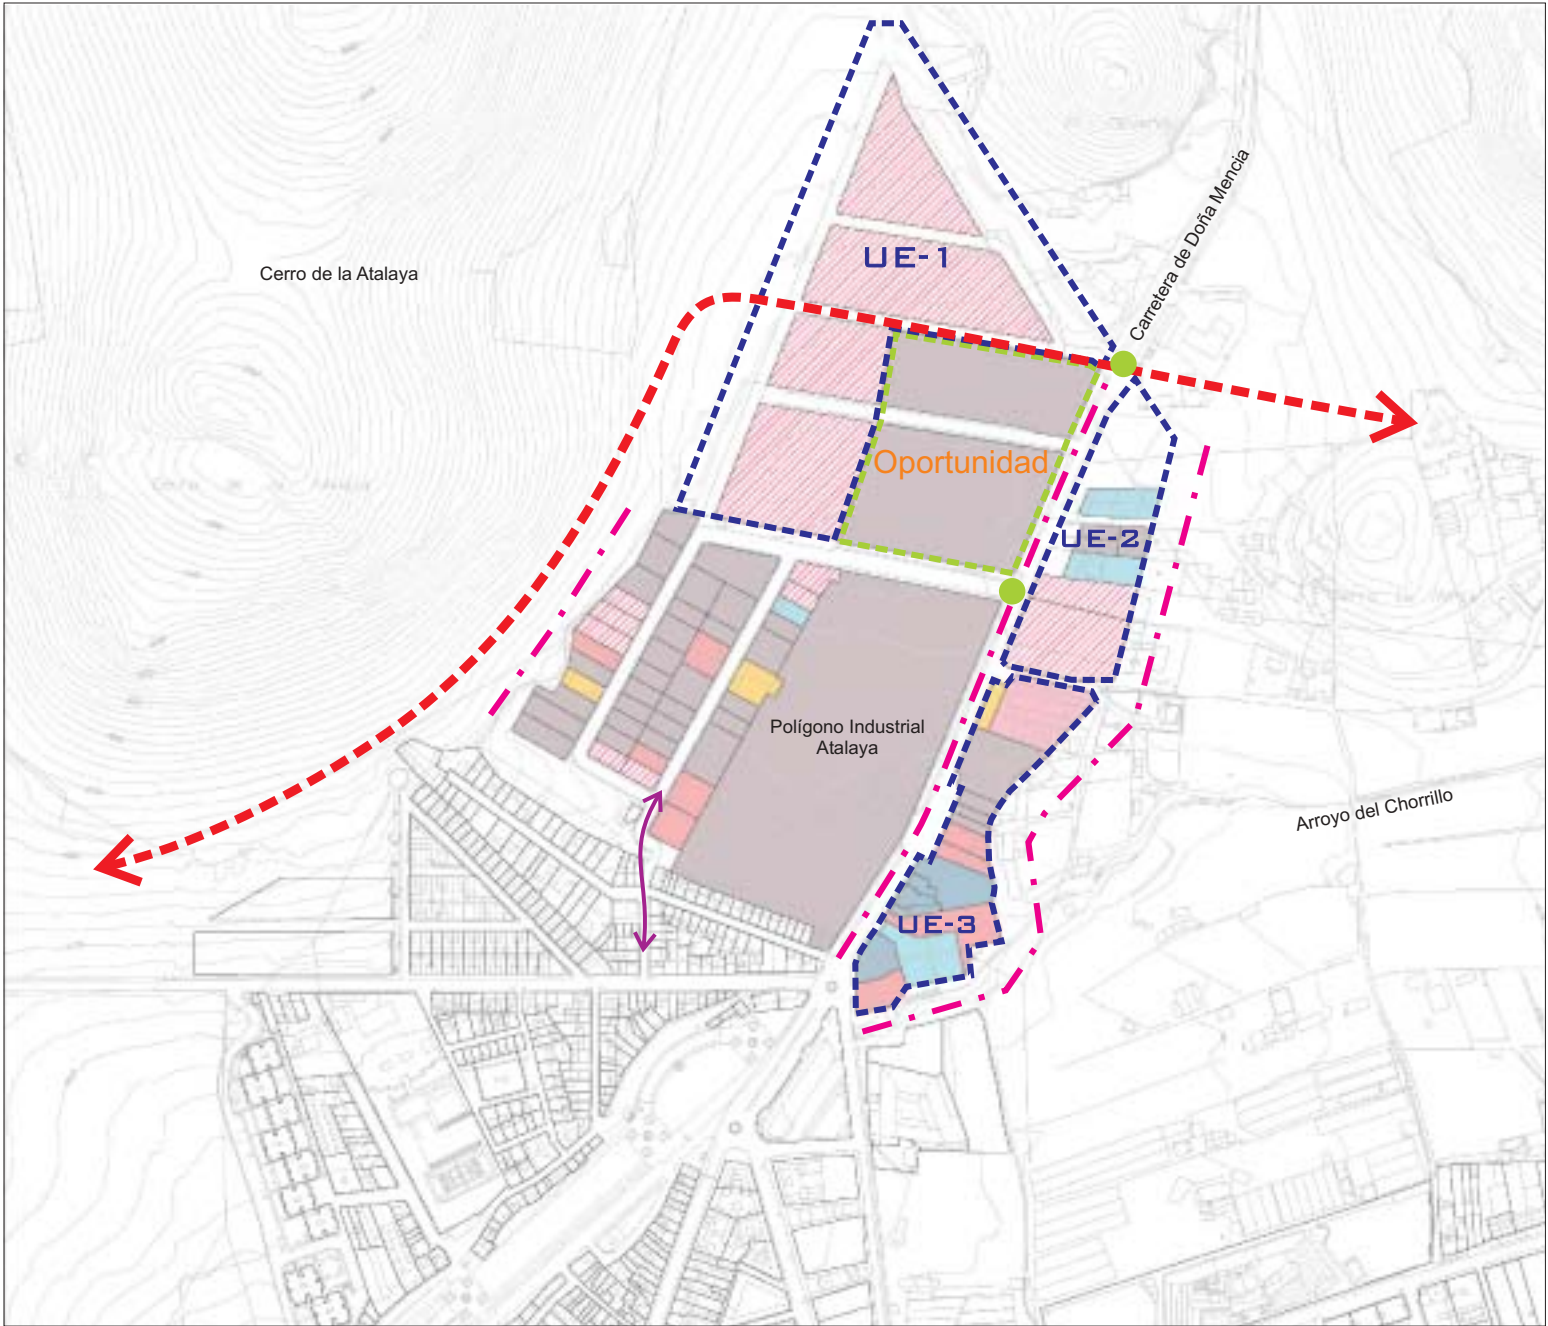 Carretera de Doña Mencia
UE-1
Cerro de la Atalaya
Oportunidad
UE-2
Polígono Industrial
Atalaya
Arroyo del Chorrillo
UE-3